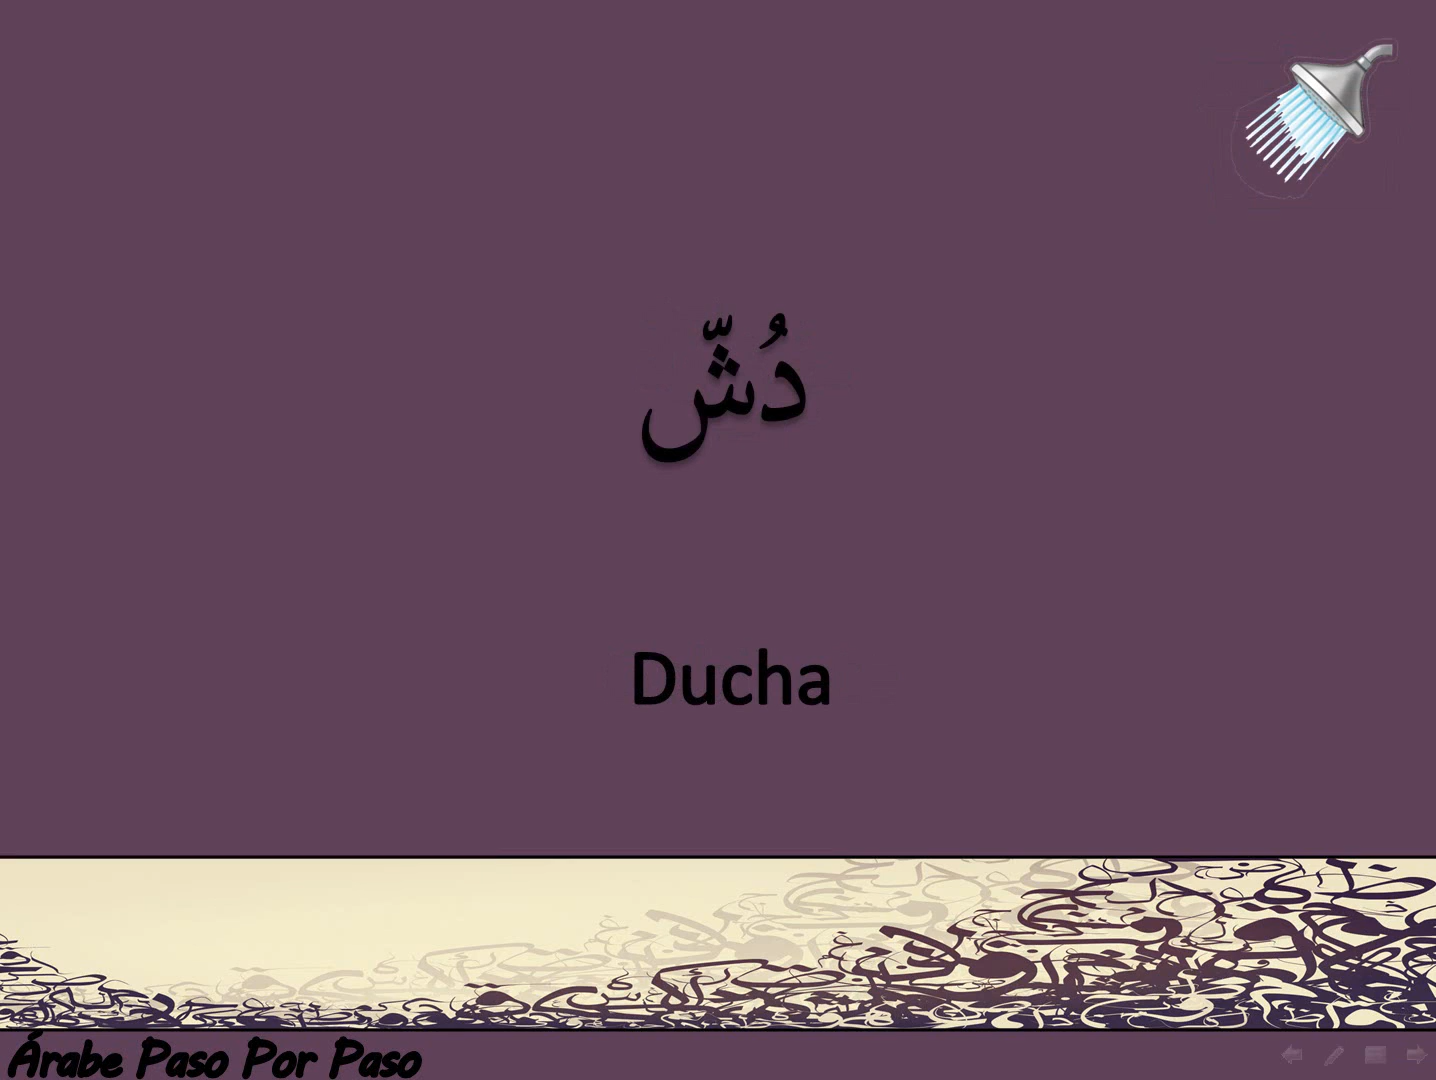 دُشّ
Ducha
Árabe Paso Por Paso